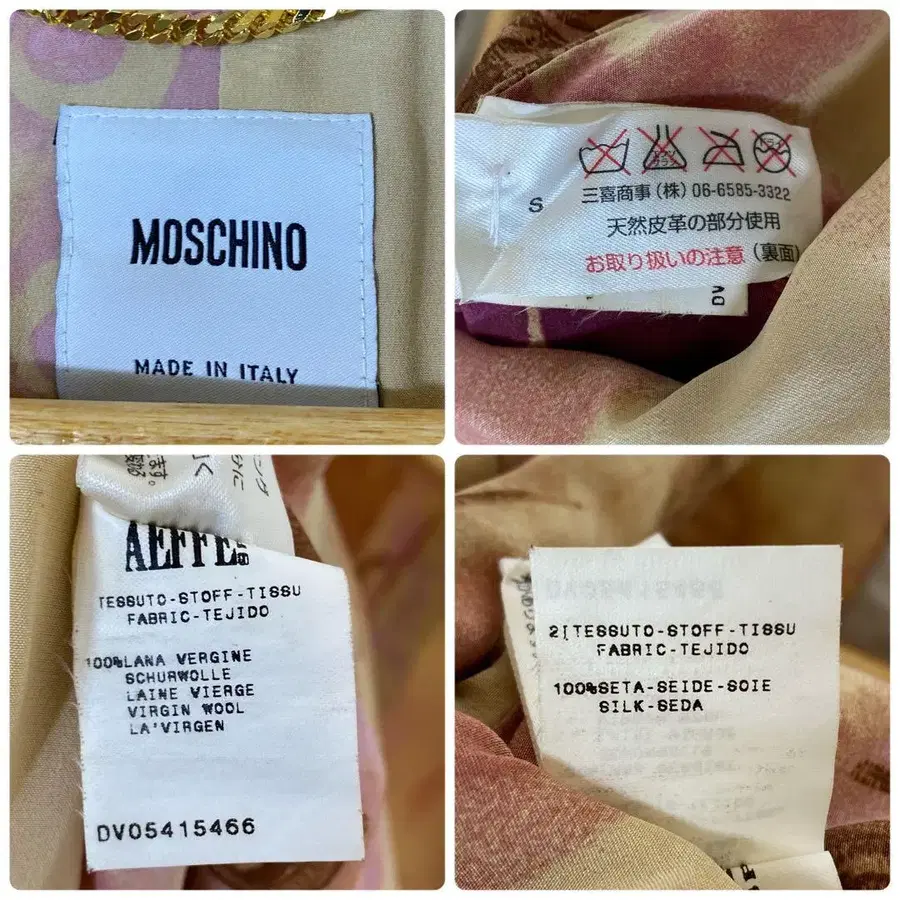 MOSCHINO
MADE IN ITALY
S
三喜商事(株) 06-6585-3322
天然皮革の部分使用
お取り扱いの注意(裏面)
DV
AEFFE
TESSUTO-STOFF-TISSU
FABRIC-TEJIDO
100%LANA VERGINE
SCHURWOLLE
LAINE VIERGE
VIRGIN WOOL
LA'VIRGEN
DV05415466
2[TESSUTO-STOFF-TISSU
FABRIC-TEJIDO
100%SETA-SEIDE-SOIE
SILK-SEDA